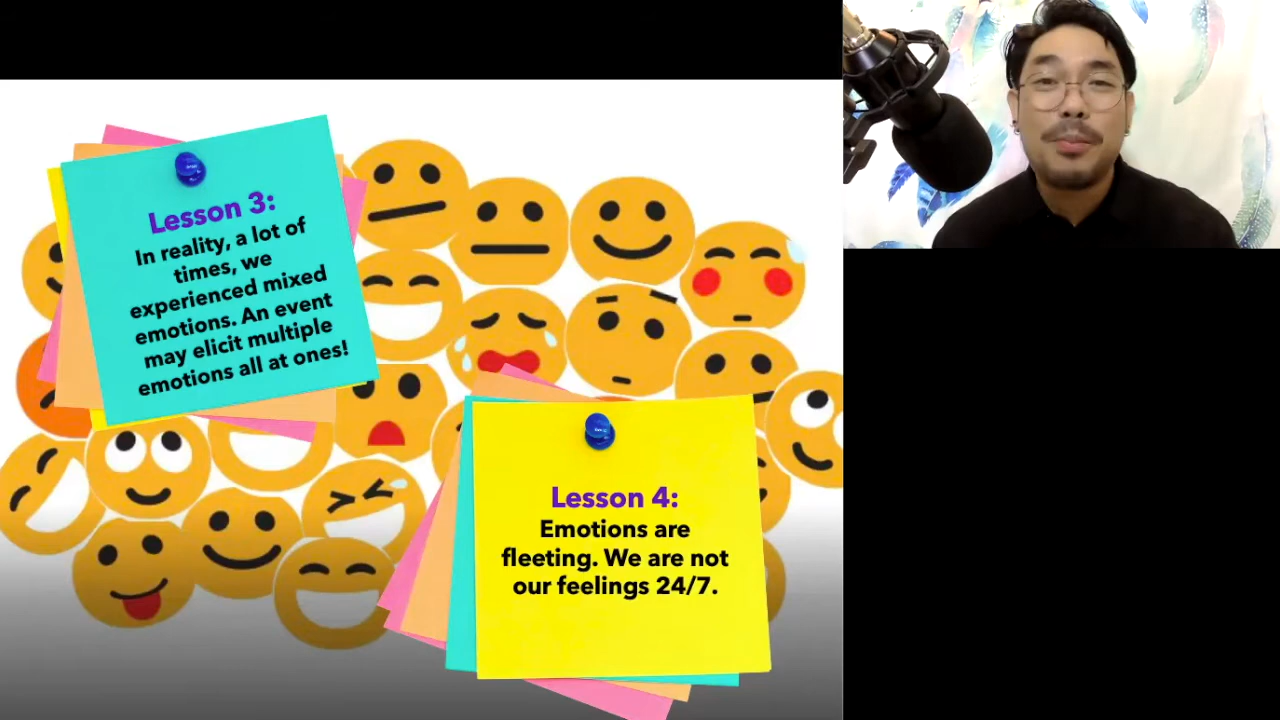 Lesson 3:
In reality, a lot of
times, we
experienced mixed
emotions. An event
may elicit multiple
emotions all at ones!
Lesson 4:
Emotions are
fleeting. We are not
our feelings 24/7.